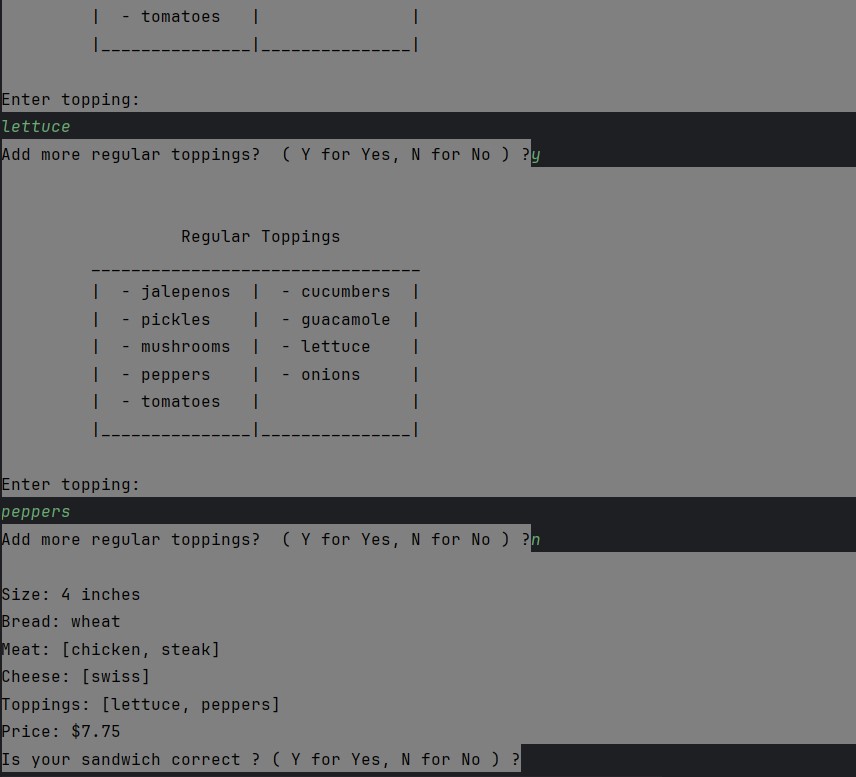 |  - tomatoes   |               |
         |_______________|_______________|
Enter topping:
lettuce
Add more regular toppings?  ( Y for Yes, N for No ) ?y
                  Regular Toppings
         _________________________________
         |  - jalepenos  |  - cucumbers  |
         |  - pickles    |  - guacamole  |
         |  - mushrooms  |  - lettuce    |
         |  - peppers    |  - onions     |
         |  - tomatoes   |               |
         |_______________|_______________|
Enter topping:
peppers
Add more regular toppings?  ( Y for Yes, N for No ) ?n
Size: 4 inches
Bread: wheat
Meat: [chicken, steak]
Cheese: [swiss]
Toppings: [lettuce, peppers]
Price: $7.75
Is your sandwich correct ? ( Y for Yes, N for No ) ?